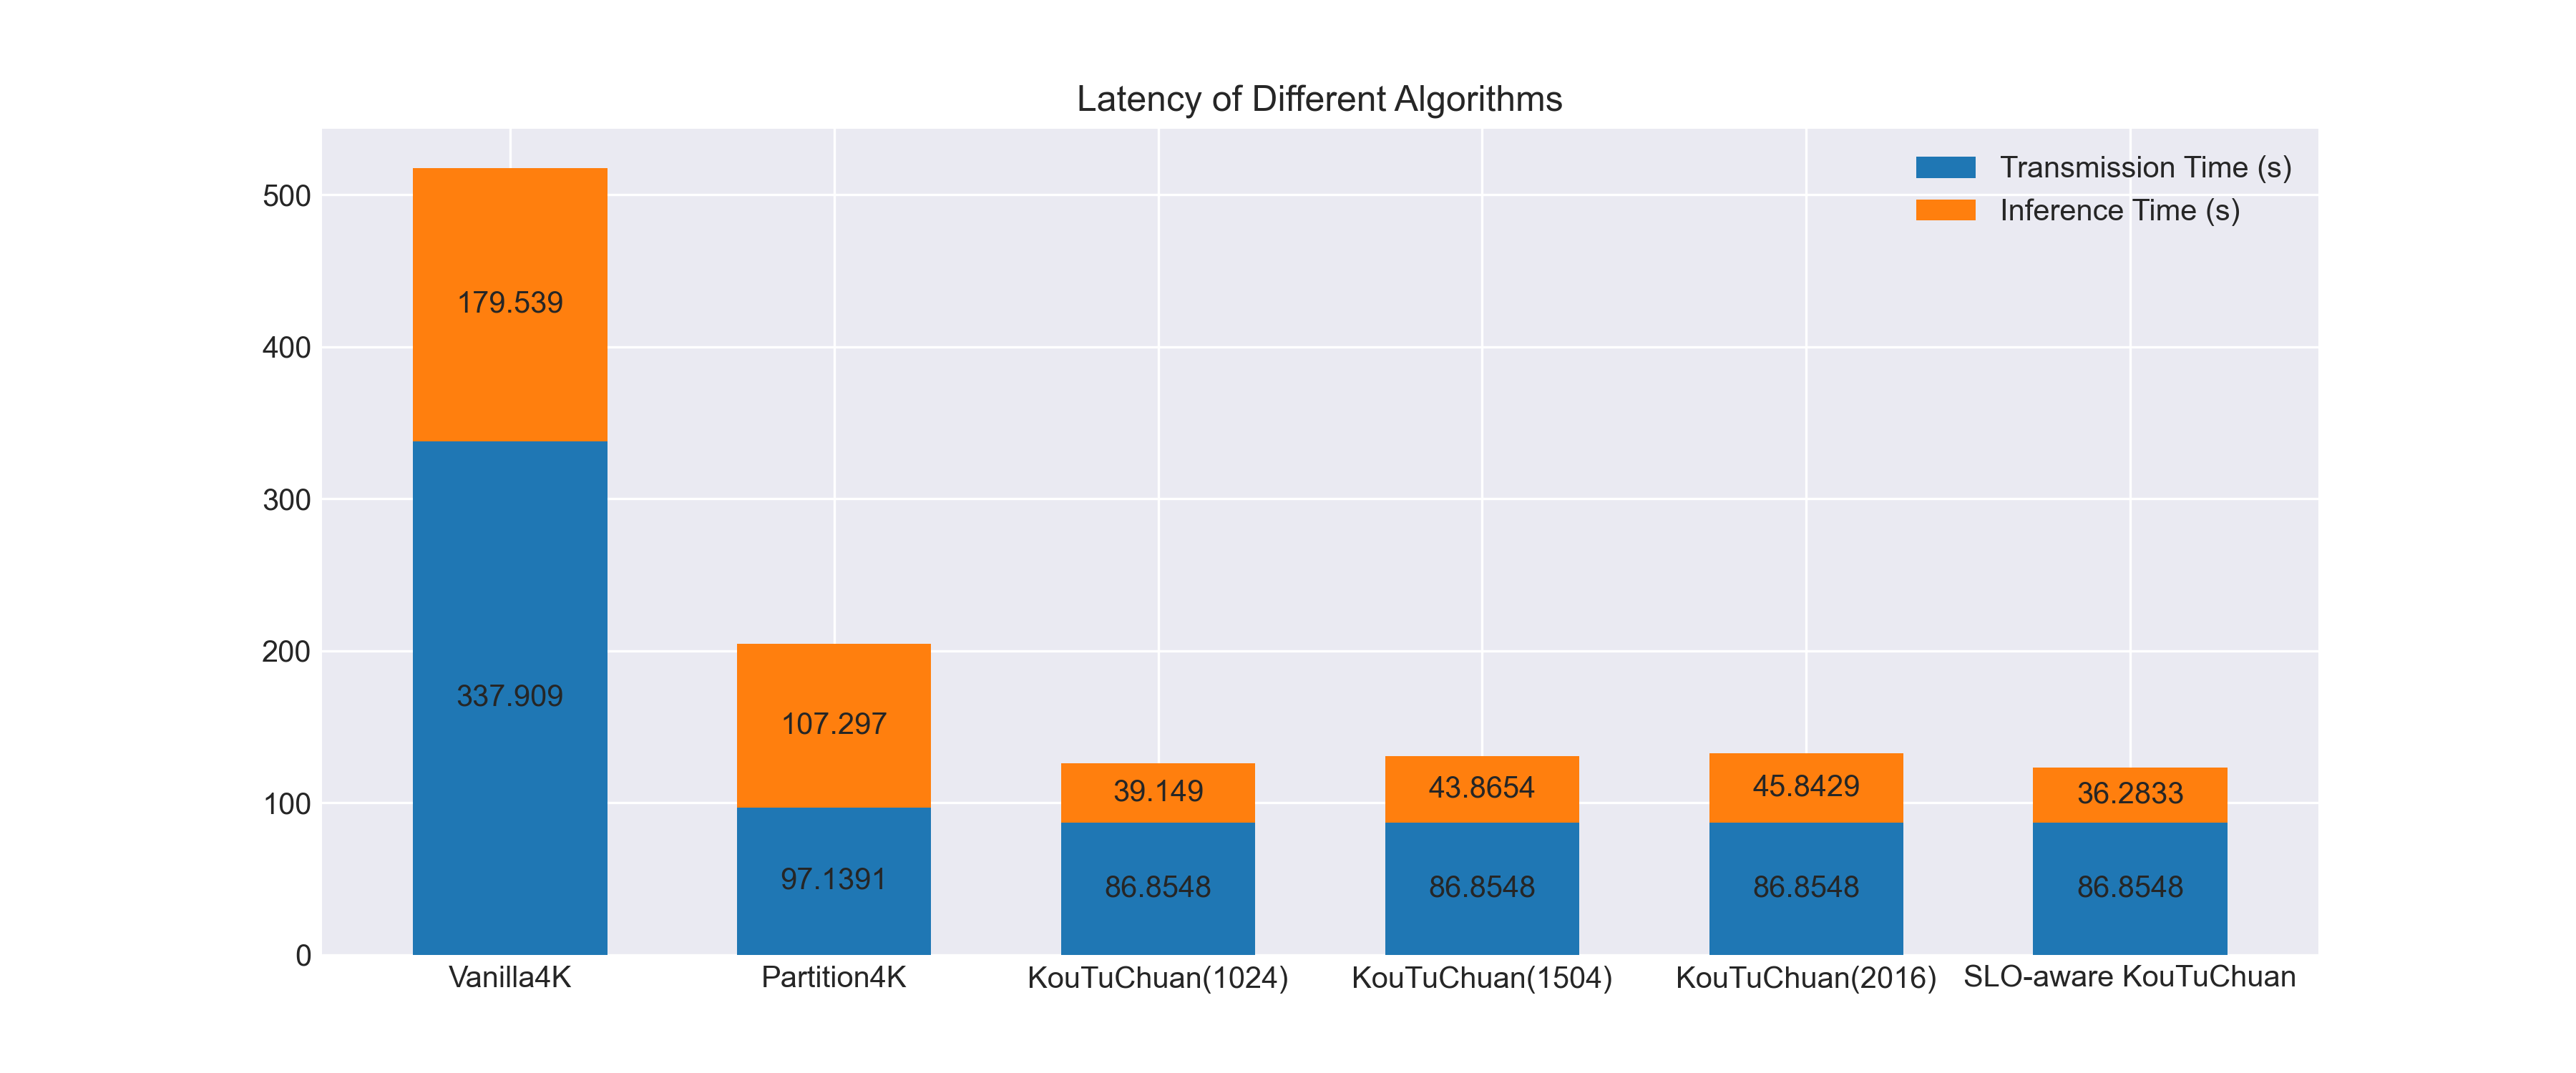 Latency of Different Algorithms
Transmission Time (s)
Inference Time (s)
500
400
300
200
100
0
179.539
337.909
107.297
97.1391
39.149
86.8548
43.8654
86.8548
45.8429
86.8548
36.2833
86.8548
Vanilla4K
Partition4K
KouTuChuan(1024)
KouTuChuan(1504)
KouTuChuan(2016)
SLO-aware KouTuChuan